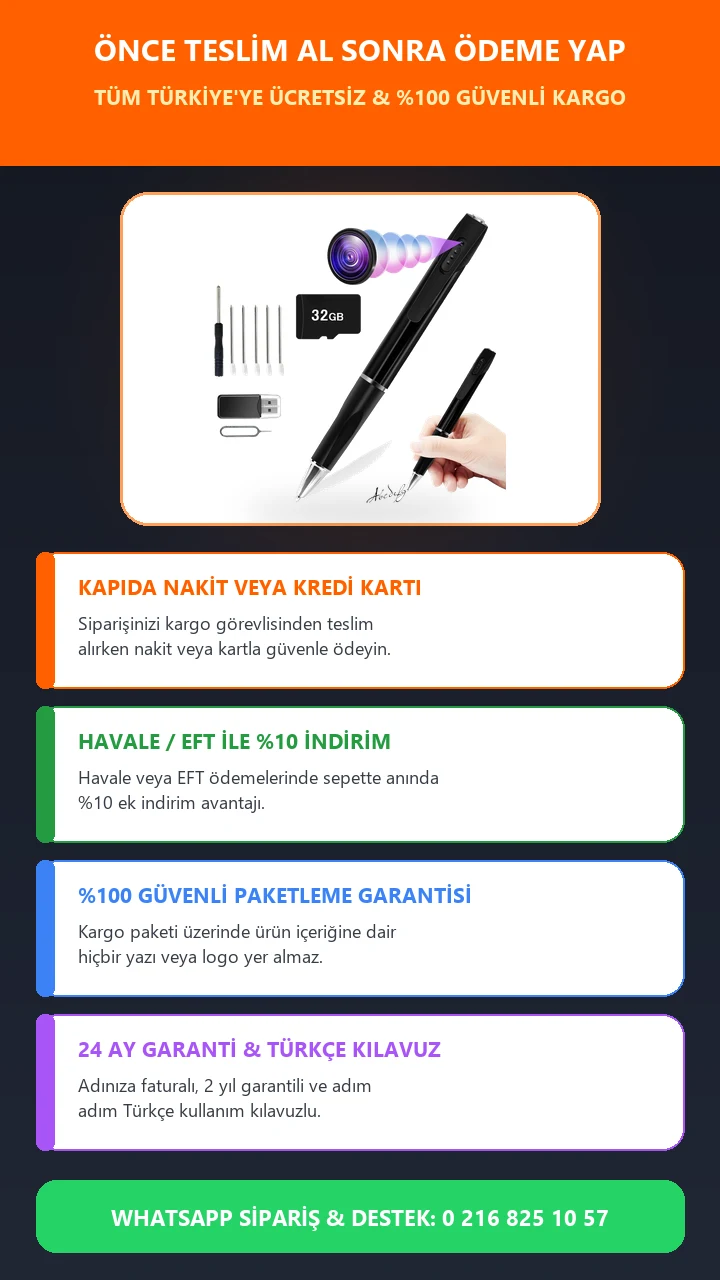 ÖNCE TESLİM AL SONRA ÖDEME YAP
TÜM TÜRKİYE'YE ÜCRETSİZ & %100 GÜVENLİ KARGO
32GB
Abcdefg
KAPIDA NAKİT VEYA KREDİ KARTI
Siparişinizi kargo görevlisinden teslim
alırken nakit veya kartla güvenle ödeyin.
HAVALE / EFT İLE %10 İNDİRİM
Havale veya EFT ödemelerinde sepette anında
%10 ek indirim avantajı.
%100 GÜVENLİ PAKETLEME GARANTİSİ
Kargo paketi üzerinde ürün içeriğine dair
hiçbir yazı veya logo yer almaz.
24 AY GARANTİ & TÜRKÇE KILAVUZ
Adınıza faturalı, 2 yıl garantili ve adım
adım Türkçe kullanım kılavuzlu.
WHATSAPP SİPARİŞ & DESTEK: 0 216 825 10 57